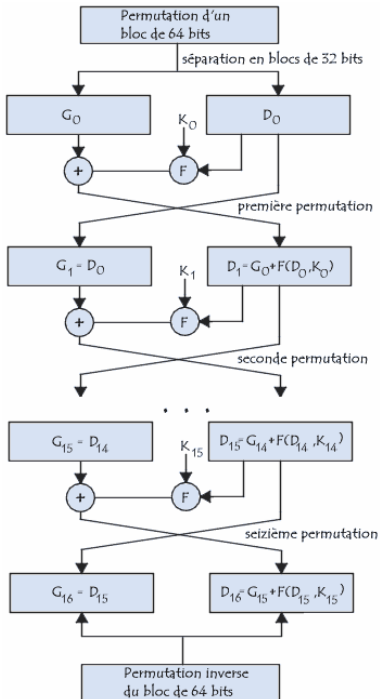 Permutation d'un
bloc de 64 bits
séparation en blocs de 32 bits
G0
K0
D0
+
F
première permutation
G1 = D0
K1
D1=G0+F(D0,K0)
+
F
seconde permutation
. . .
G15 = D14
K15
D15=G14+F(D14,K14)
+
F
seizième permutation
G16 = D15
D16=G15+F(D15,K15)
Permutation inverse
du bloc de 64 bits